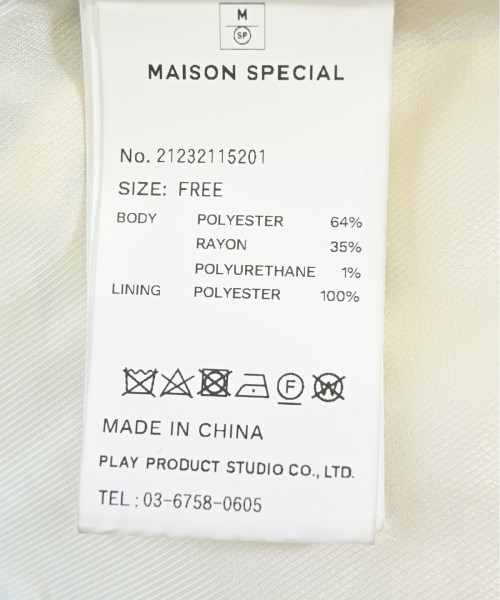 M
SP
MAISON SPECIAL
No. 21232115201
SIZE: FREE
BODY POLYESTER 64%
RAYON 35%
POLYURETHANE 1%
LINING POLYESTER 100%
F W
MADE IN CHINA
PLAY PRODUCT STUDIO CO., LTD.
TEL : 03-6758-0605